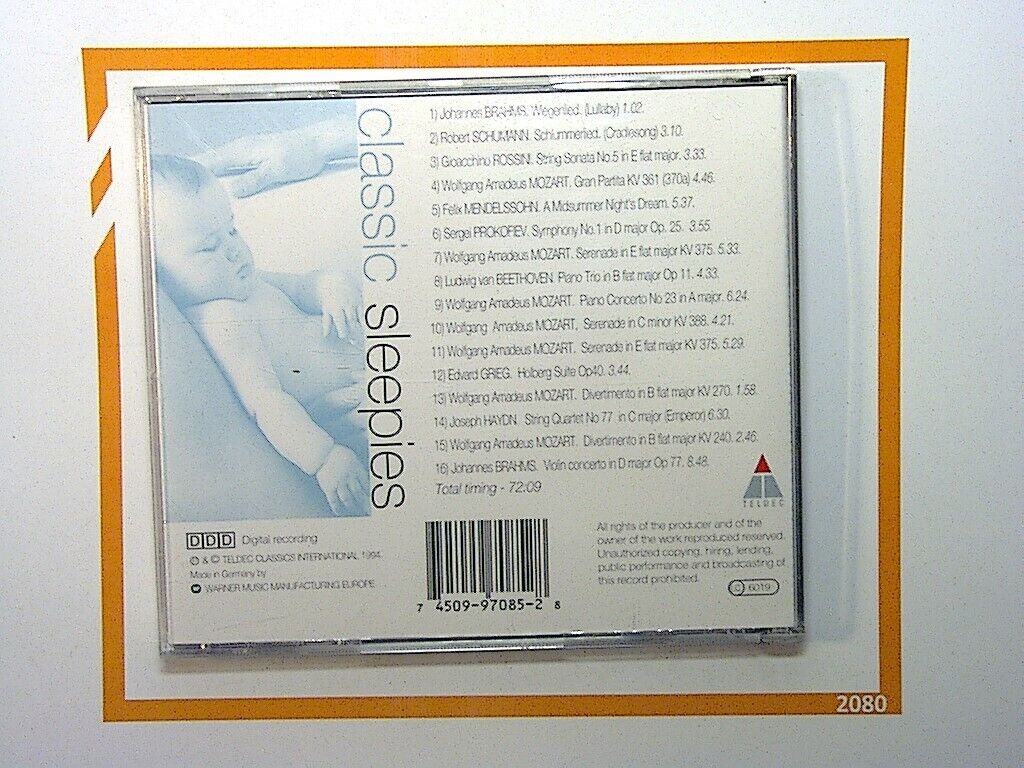 classic sleepies
1) Johannes BRAHMS. Wiegenlied. (Lullaby) 1.02.
2) Robert SCHUMANN. Schlummerlied. (Cradlesong) 3.10.
3) Gioacchino ROSSINI. String Sonata No.5 in E flat major. 3.33.
4) Wolfgang Amadeus MOZART. Gran Partita KV 361 (370a) 4.46.
5) Felix MENDELSSOHN. A Midsummer Night's Dream. 5.37.
6) Sergei PROKOFIEV. Symphony No.1 in D major Op. 25. 3.55.
7) Wolfgang Amadeus MOZART. Serenade in E flat major KV 375. 5.33.
8) Ludwig van BEETHOVEN. Piano Trio in B flat major Op 11. 4.33.
9) Wolfgang Amadeus MOZART. Piano Concerto No 23 in A major. 6.24.
10) Wolfgang Amadeus MOZART. Serenade in C minor KV 388. 4.21.
11) Wolfgang Amadeus MOZART. Serenade in E flat major KV 375. 5.29.
12) Edvard GRIEG. Holberg Suite Op40. 3.44.
13) Wolfgang Amadeus MOZART. Divertimento in B flat major KV 270. 1.58.
14) Joseph HAYDN. String Quartet No 77 in C major (Emperor) 6.30.
15) Wolfgang Amadeus MOZART. Divertimento in B flat major KV 240. 2.46.
16) Johannes BRAHMS. Violin concerto in D major Op 77. 8.48.
Total timing - 72:09
TELDEC
DDD Digital recording
℗ & © TELDEC CLASSICS INTERNATIONAL 1994.
Made in Germany by
WARNER MUSIC MANUFACTURING EUROPE
7 4509-97085-2 8
All rights of the producer and of the
owner of the work reproduced reserved.
Unauthorized copying, hiring, lending,
public performance and broadcasting of
this record prohibited.
LC 6019
2080